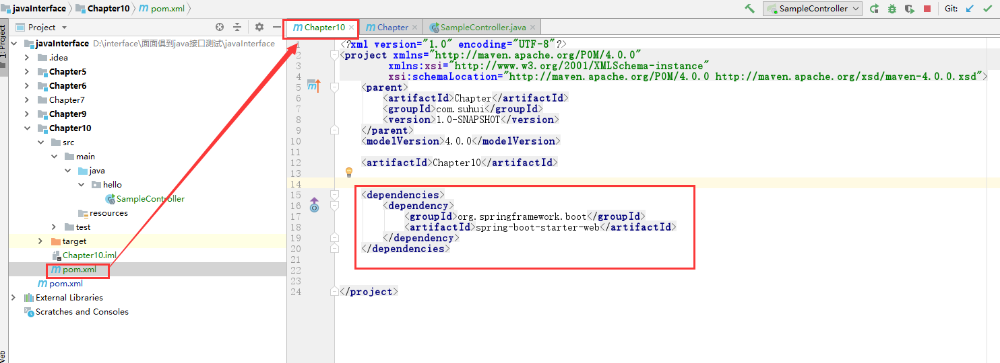 javaInterface Chapter10 pom.xml
SampleController
Git:
1: Project
Project
Chapter10
Chapter
SampleController.java
javaInterface D:\interface\面面俱到java接口测试\javaInterface
.idea
Chapter5
Chapter6
Chapter7
Chapter9
Chapter10
src
main
java
hello
SampleController
resources
test
target
Chapter10.iml
pom.xml
pom.xml
External Libraries
Scratches and Consoles
1 <?xml version="1.0" encoding="UTF-8"?>
2 <project xmlns="http://maven.apache.org/POM/4.0.0"
3 xmlns:xsi="http://www.w3.org/2001/XMLSchema-instance"
4 xsi:schemaLocation="http://maven.apache.org/POM/4.0.0 http://maven.apache.org/xsd/maven-4.0.0.xsd">
5 <parent>
6 <artifactId>Chapter</artifactId>
7 <groupId>com.suhui</groupId>
8 <version>1.0-SNAPSHOT</version>
9 </parent>
10 <modelVersion>4.0.0</modelVersion>
11
12 <artifactId>Chapter10</artifactId>
13
14
15 <dependencies>
16 <dependency>
17 <groupId>org.springframework.boot</groupId>
18 <artifactId>spring-boot-starter-web</artifactId>
19 </dependency>
20 </dependencies>
21
22
23
24 </project>